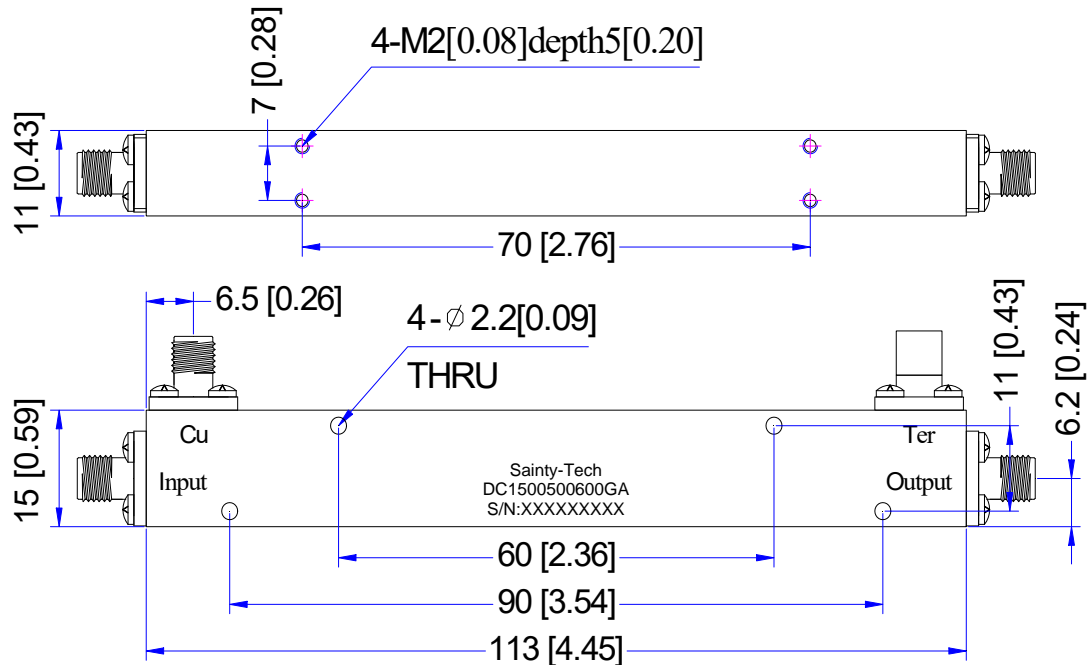 4-M2[0.08]depth5[0.20]
7 [0.28]
11 [0.43]
70 [2.76]
6.5 [0.26]
4-∅2.2[0.09]
THRU
11 [0.43]
6.2 [0.24]
15 [0.59]
Cu
Ter
Input
Output
Sainty-Tech
DC1500500600GA
S/N:XXXXXXXXX
60 [2.36]
90 [3.54]
113 [4.45]